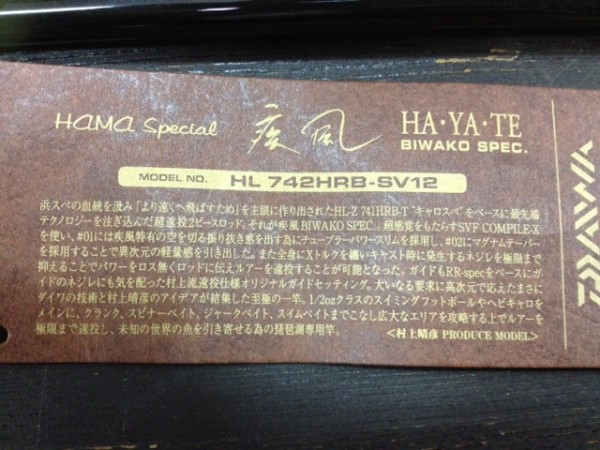 HAMA Special 疾風 HA・YA・TE
BIWAKO SPEC.
MODEL NO. HL 742HRB-SV12
浜スペの血統を汲み「より遠くへ飛ばすため」を主眼に作り出されたHL-Z 741HRB-T“キャロスペ”をベースに最先端
テクノロジーを注ぎ込んだ超遠投2ピースロッド。それが疾風BIWAKO SPEC.。超感度をもたらすSVF COMPILE-X
を使い、#01には疾風特有の空を切る振り抜き感を出す為にチューブラーパワースリムを採用し、#02にマグナムテーパー
を採用することで異次元の軽量感を引き出した。また全身にXトルクを纏いキャスト時に発生するネジレを極限まで
抑えることでパワーをロス無くロッドに伝えルアーを遠投することが可能となった。ガイドもRR-specをベースにガ
イドのネジレにも気を配った村上流遠投仕様オリジナルガイドセッティング。大いなる要求に高次元で応えたまさに
ダイワの技術と村上晴彦のアイデアが結集した至極の一竿。1/2ozクラスのスイミングフットボールやヘビキャロを
メインに、クランク、スピナーベイト、ジャークベイト、スイムベイトまでこなし広大なエリアを攻略する上でルアーを
極限まで遠投し、未知の世界の魚を引き寄せる為の琵琶湖専用竿。
＜村上晴彦 PRODUCE MODEL＞
DAIWA